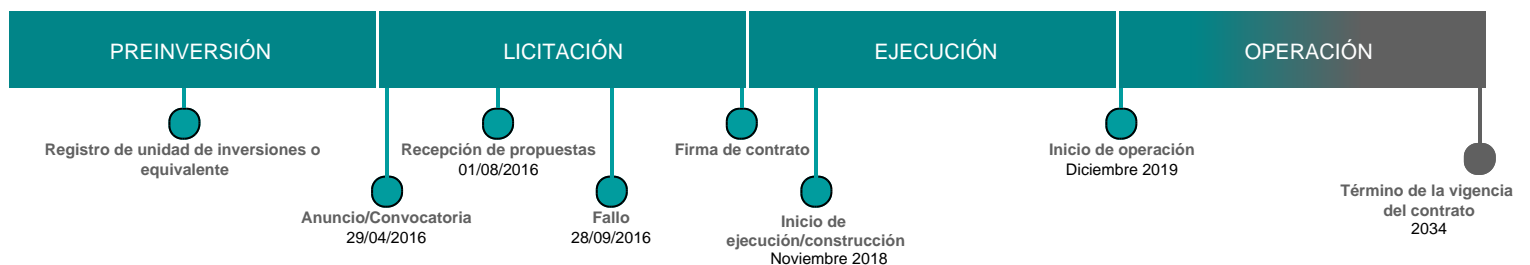 PREINVERSIÓN
LICITACIÓN
EJECUCIÓN
OPERACIÓN
Registro de unidad de inversiones o
equivalente
Anuncio/Convocatoria
29/04/2016
Recepción de propuestas
01/08/2016
Fallo
28/09/2016
Firma de contrato
Inicio de
ejecución/construcción
Noviembre 2018
Inicio de operación
Diciembre 2019
Término de la vigencia
del contrato
2034